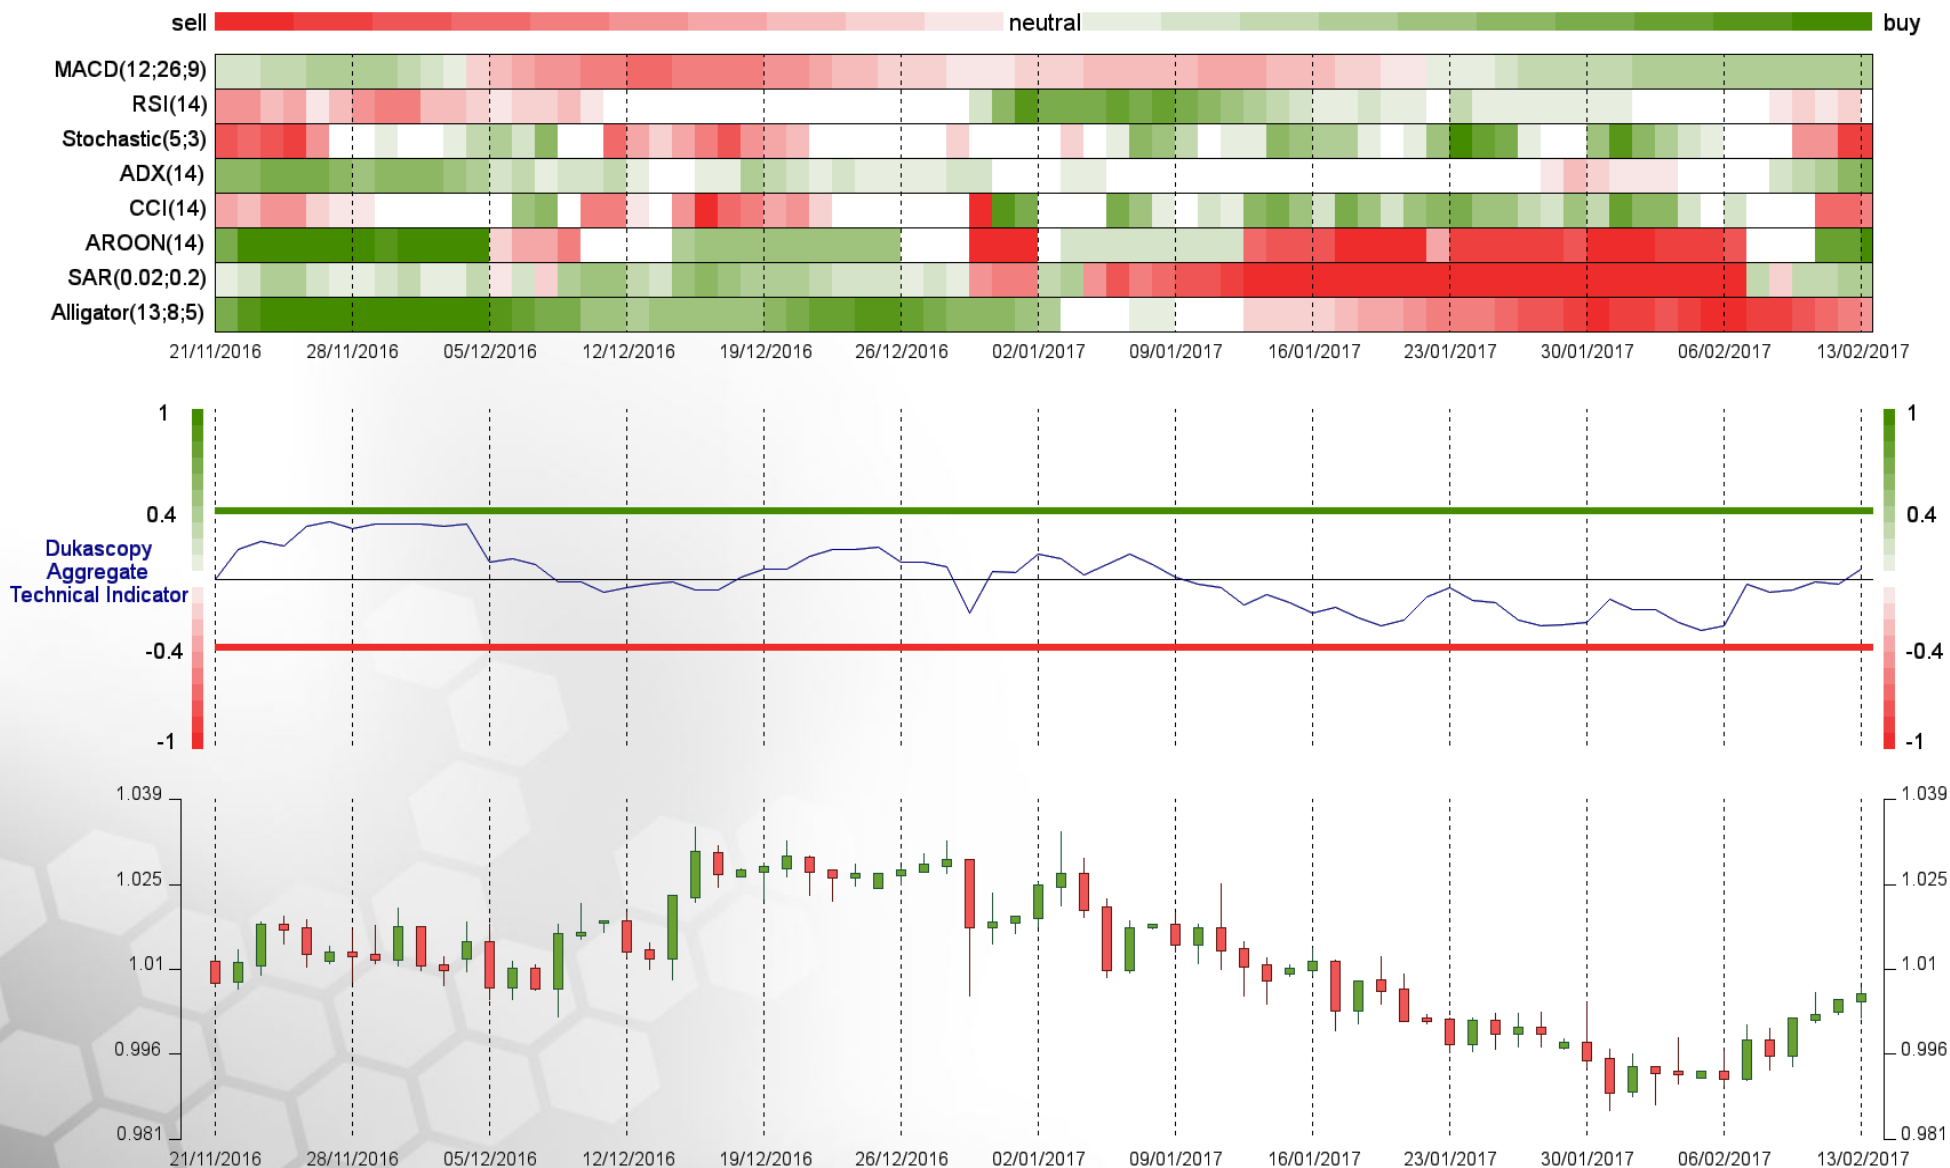 sell neutral buy
MACD(12;26;9)
RSI(14)
Stochastic(5;3)
ADX(14)
CCI(14)
AROON(14)
SAR(0.02;0.2)
Alligator(13;8;5)
21/11/2016 28/11/2016 05/12/2016 12/12/2016 19/12/2016 26/12/2016 02/01/2017 09/01/2017 16/01/2017 23/01/2017 30/01/2017 06/02/2017 13/02/2017
1 1
0.4 0.4
Dukascopy
Aggregate
Technical Indicator
-0.4 -0.4
-1 -1
1.039 1.039
1.025 1.025
1.01 1.01
0.996 0.996
0.981 0.981
21/11/2016 28/11/2016 05/12/2016 12/12/2016 19/12/2016 26/12/2016 02/01/2017 09/01/2017 16/01/2017 23/01/2017 30/01/2017 06/02/2017 13/02/2017